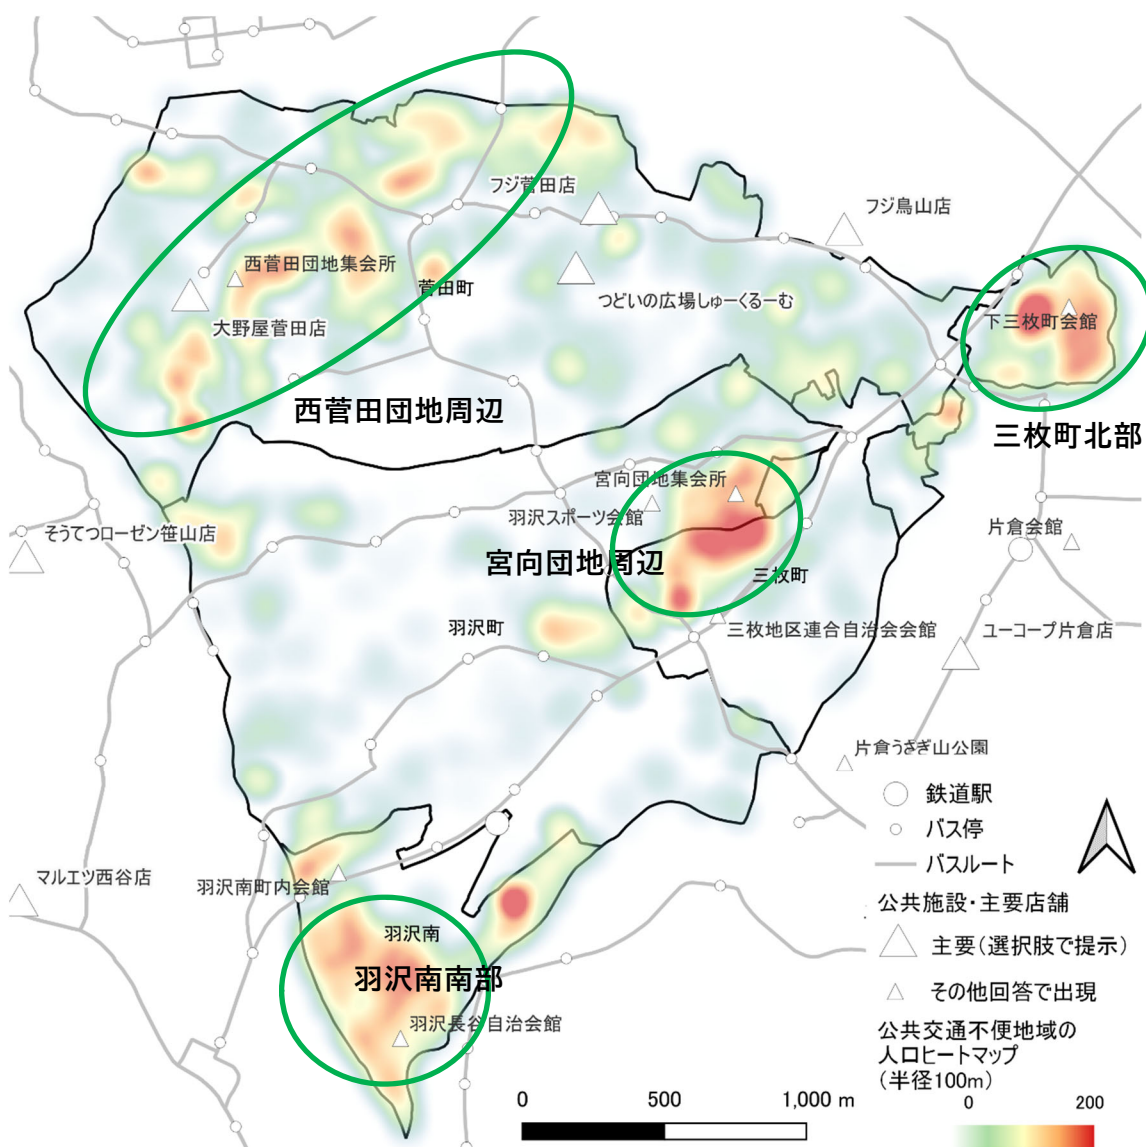 フジ菅田店
フジ鳥山店
西菅田団地集会所
菅田町
つどいの広場しゅーくるーむ
大野屋菅田店
下三枚町会館
西菅田団地周辺
三枚町北部
宮向団地集会所
羽沢スポーツ会館
そうてつローゼン笹山店
片倉会館
宮向団地周辺
三枚町
羽沢町
三枚地区連合自治会会館
ユーコープ片倉店
片倉うさぎ山公園
鉄道駅
バス停
バスルート
マルエツ西谷店
羽沢南町内会館
公共施設・主要店舗
羽沢南
主要(選択肢で提示)
羽沢南南部
その他回答で出現
羽沢長谷自治会館
公共交通不便地域の
人口ヒートマップ
(半径100m)
0 500 1,000 m
0 200